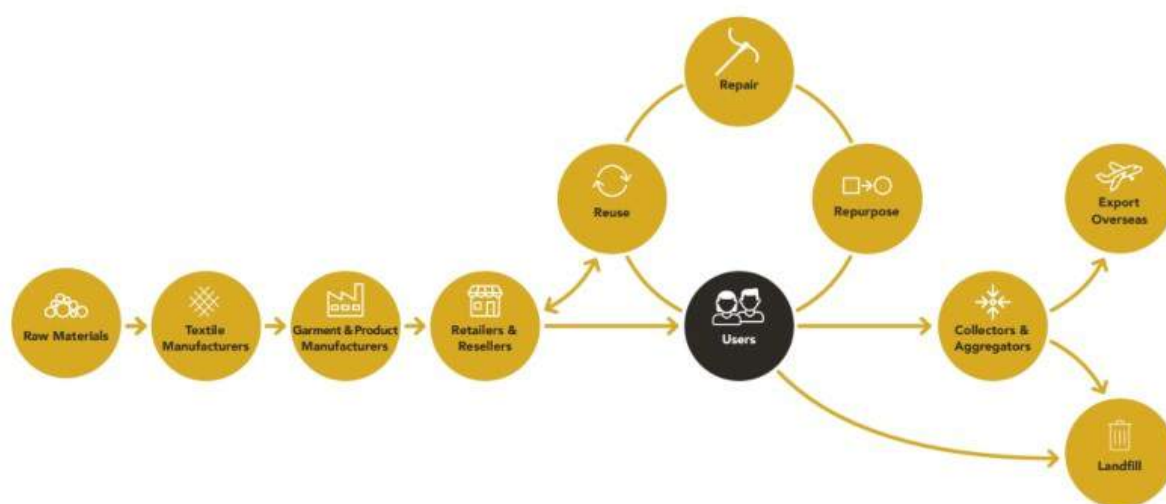 Repair
Reuse
Repurpose
Export
Overseas
Raw Materials
Textile
Manufacturers
Garment & Product
Manufacturers
Retailers &
Resellers
Users
Collectors &
Aggregators
Landfill